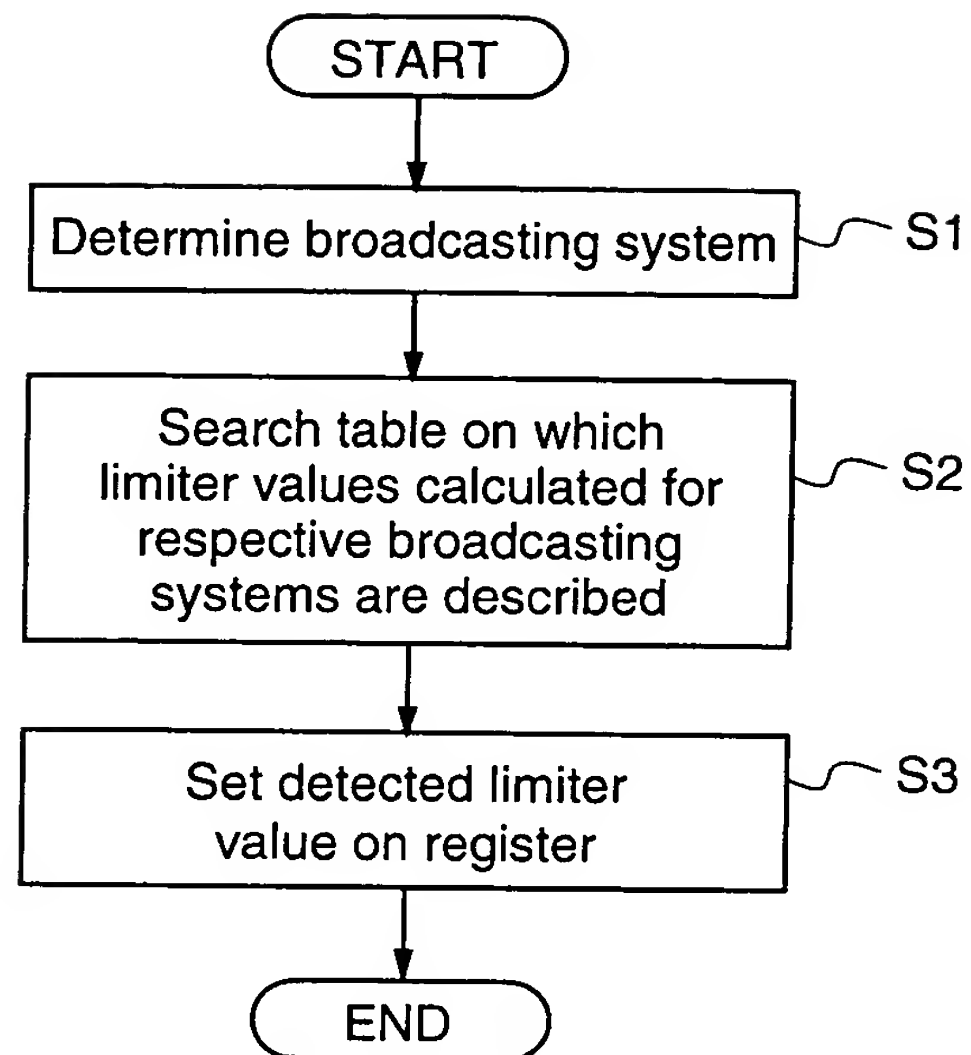 START
Determine broadcasting system
S1
Search table on which
limiter values calculated for
respective broadcasting
systems are described
S2
Set detected limiter
value on register
S3
END